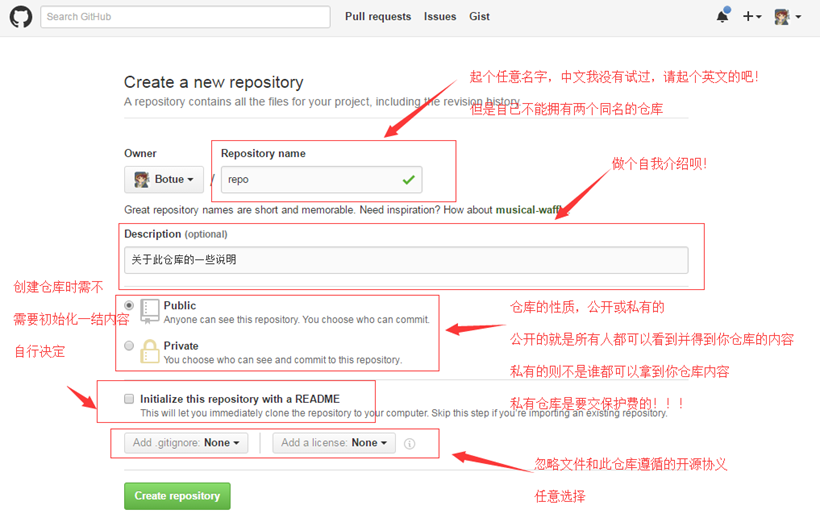 Search GitHub
Pull requests Issues Gist
起个任意名字，中文我没有试过，请起个英文的吧！
Create a new repository
A repository contains all the files for your project, including the revision history.
但是自已不能拥有两个同名的仓库
Owner Repository name
做个自我介绍呗！
Botue / repo
Great repository names are short and memorable. Need inspiration? How about musical-waffl
Description (optional)
关于此仓库的一些说明
创建仓库时需不
需要初始化一结内容
自行决定
Public
Anyone can see this repository. You choose who can commit.
Private
You choose who can see and commit to this repository.
仓库的性质，公开或私有的
公开的就是所有人都可以看到并得到你仓库的内容
私有的则不是谁都可以拿到你仓库内容
私有仓库是要交保护费的！！！
Initialize this repository with a README
This will let you immediately clone the repository to your computer. Skip this step if you're importing an existing repository.
Add .gitignore: None Add a license: None
忽略文件和此仓库遵循的开源协义
任意选择
Create repository